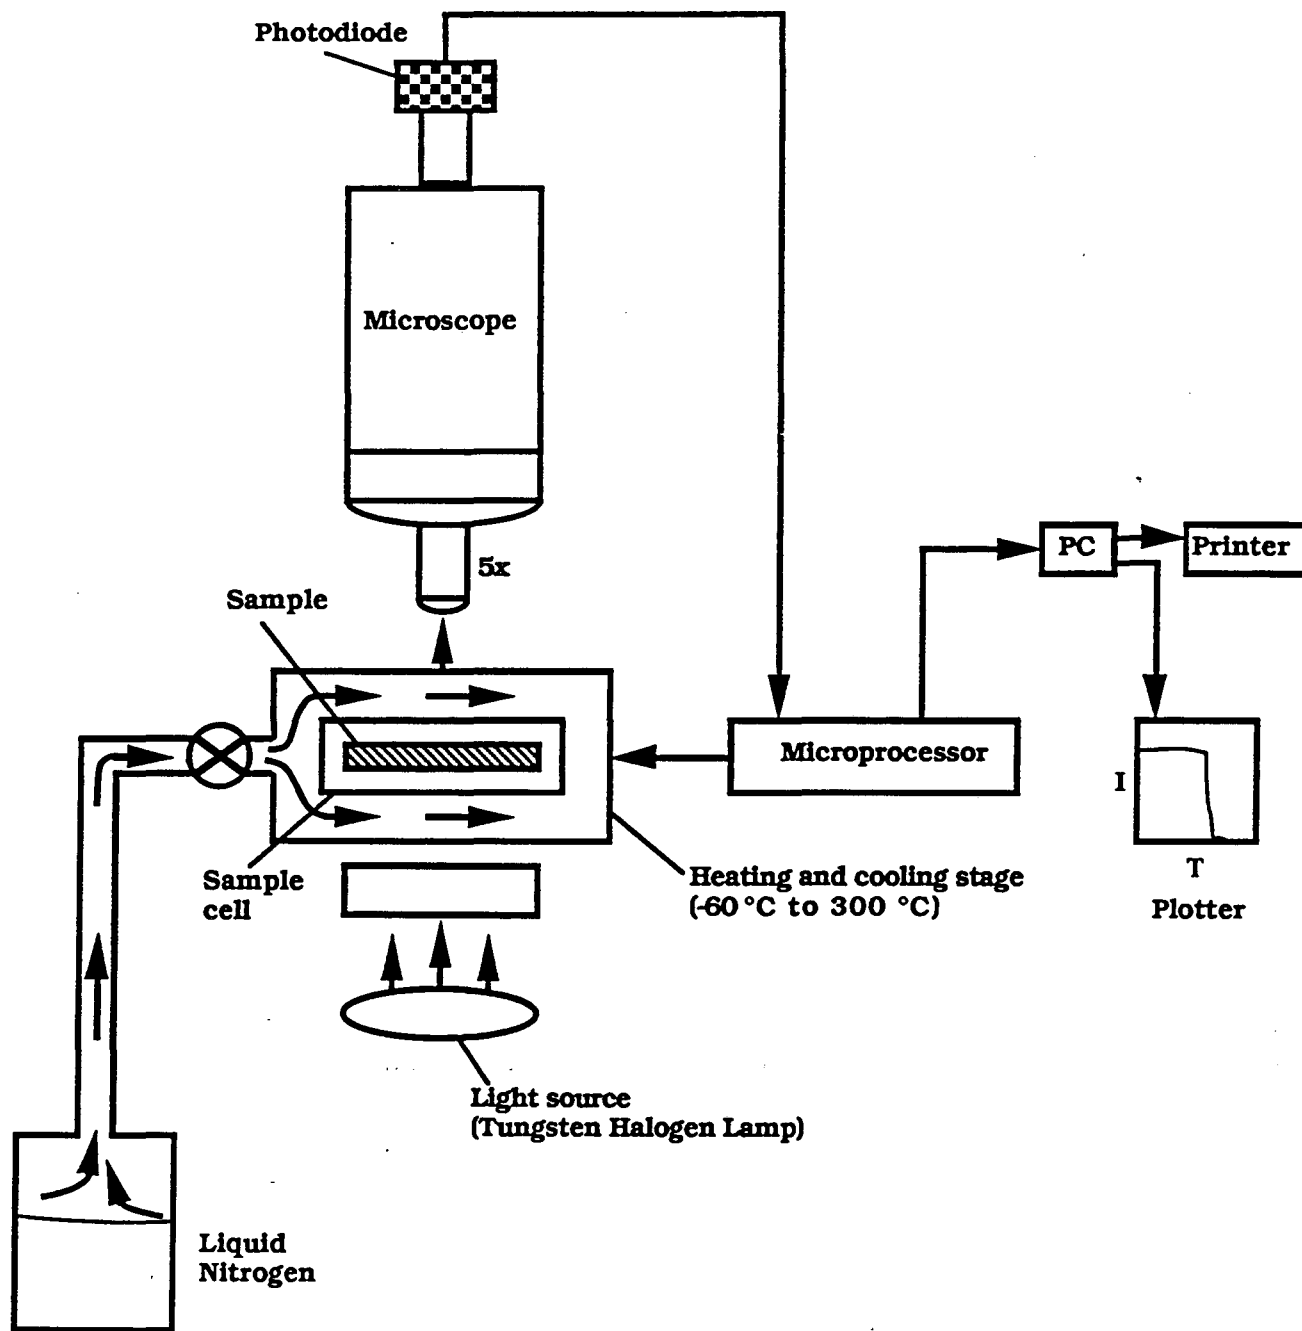 Photodiode
Microscope
5x
Sample
PC
Printer
Microprocessor
I
T
Plotter
Sample
cell
Heating and cooling stage
(-60 °C to 300 °C)
Light source
(Tungsten Halogen Lamp)
Liquid
Nitrogen